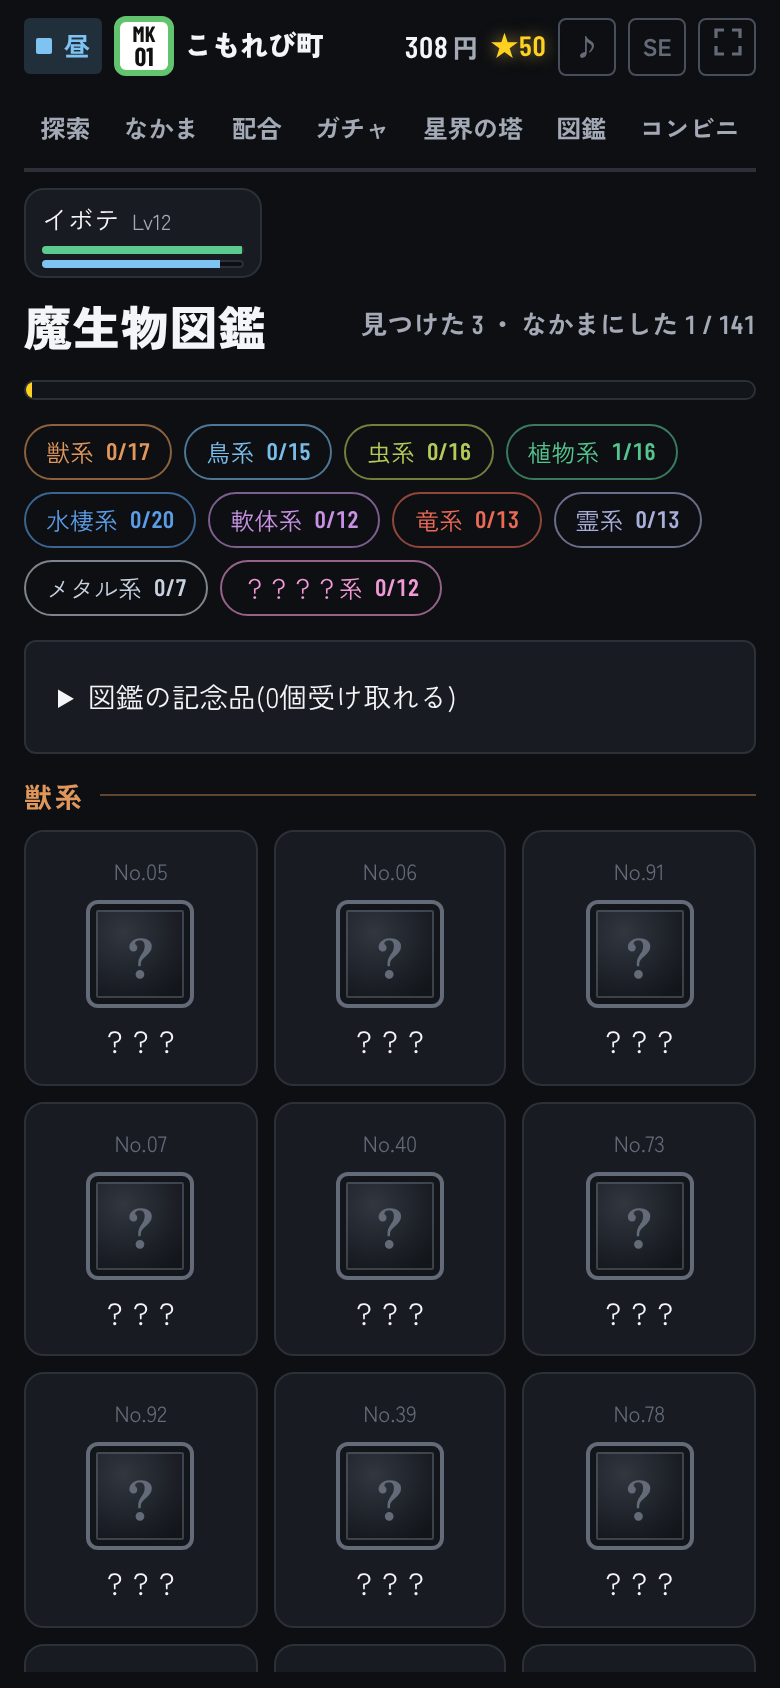 昼 MK 01 こもれび町 308 円 ★50 ♪ SE
探索 なかま 配合 ガチャ 星界の塔 図鑑 コンビニ
イボテ Lv12
魔生物図鑑 見つけた 3 ・ なかまにした 1 / 141
獣系 0/17 鳥系 0/15 虫系 0/16 植物系 1/16
水棲系 0/20 軟体系 0/12 竜系 0/13 霊系 0/13
メタル系 0/7 ？？？？系 0/12
▶ 図鑑の記念品(0個受け取れる)
獣系
No.05 No.06 No.91
? ? ?
？？？ ？？？ ？？？
No.07 No.40 No.73
? ? ?
？？？ ？？？ ？？？
No.92 No.39 No.78
? ? ?
？？？ ？？？ ？？？